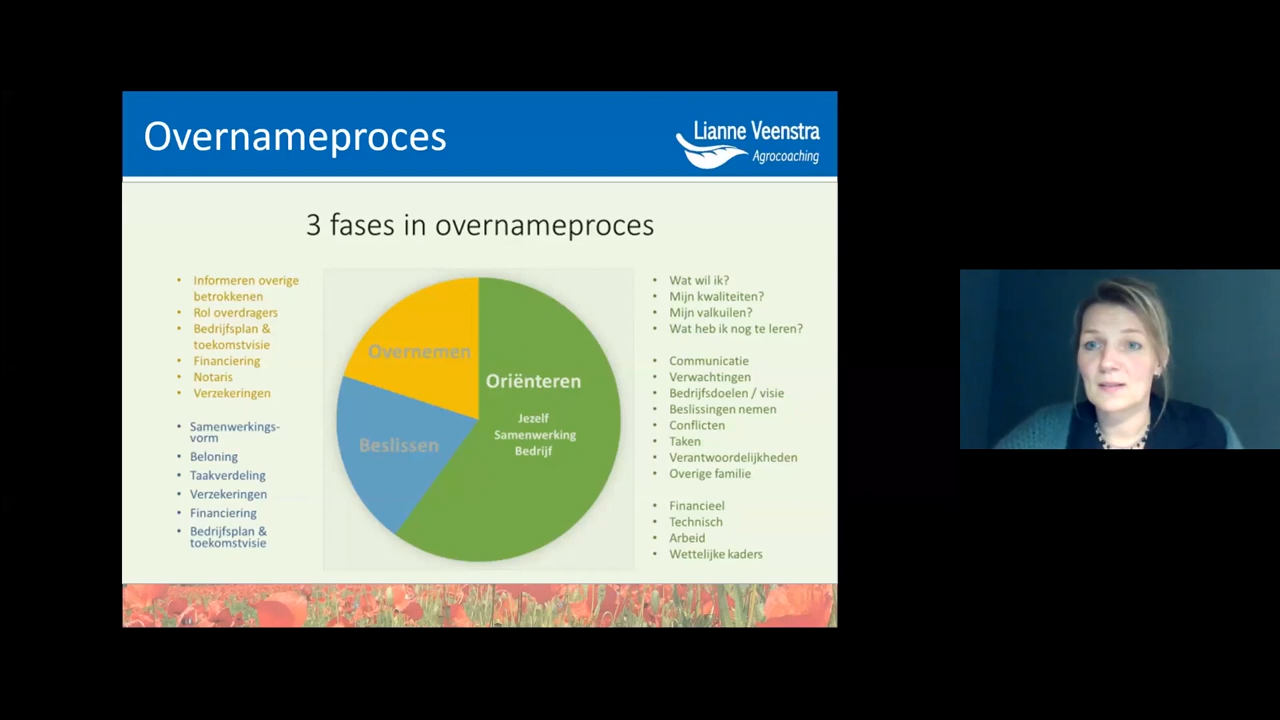 Overnameproces
Lianne Veenstra
Agrocoaching
3 fases in overnameproces
Informeren overige
betrokkenen
Rol overdragers
Bedrijfsplan &
toekomstvisie
Financiering
Notaris
Verzekeringen
Samenwerkings-
vorm
Beloning
Taakverdeling
Verzekeringen
Financiering
Bedrijfsplan &
toekomstvisie
Overnemen
Beslissen
Oriënteren
Jezelf
Samenwerking
Bedrijf
Wat wil ik?
Mijn kwaliteiten?
Mijn valkuilen?
Wat heb ik nog te leren?
Communicatie
Verwachtingen
Bedrijfsdoelen / visie
Beslissingen nemen
Conflicten
Taken
Verantwoordelijkheden
Overige familie
Financieel
Technisch
Arbeid
Wettelijke kaders